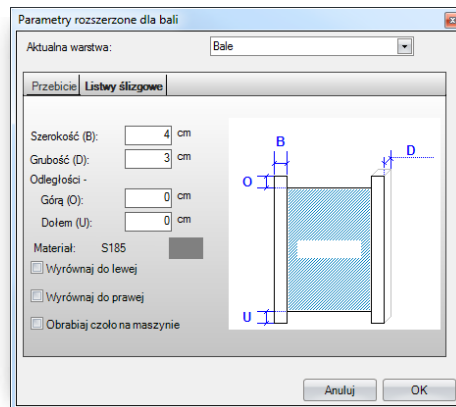 Parametry rozszerzone dla bali
Aktualna warstwa: Bale
Przebicie Listwy ślizgowe
Szerokość (B): 4 cm
Grubość (D): 3 cm
Odległości -
Górą (O): 0 cm
Dołem (U): 0 cm
Materiał: S185
Wyrównaj do lewej
Wyrównaj do prawej
Obrabiaj czoło na maszynie
B
D
O
U
Anuluj OK